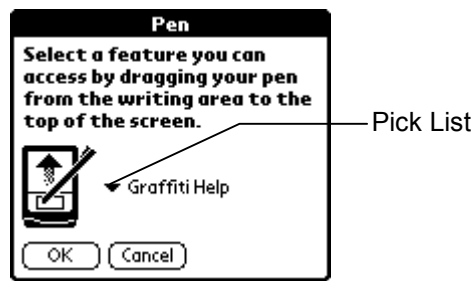 Pen
Select a feature you can
access by dragging your pen
from the writing area to the
top of the screen.
Pick List
Graffiti Help
OK Cancel